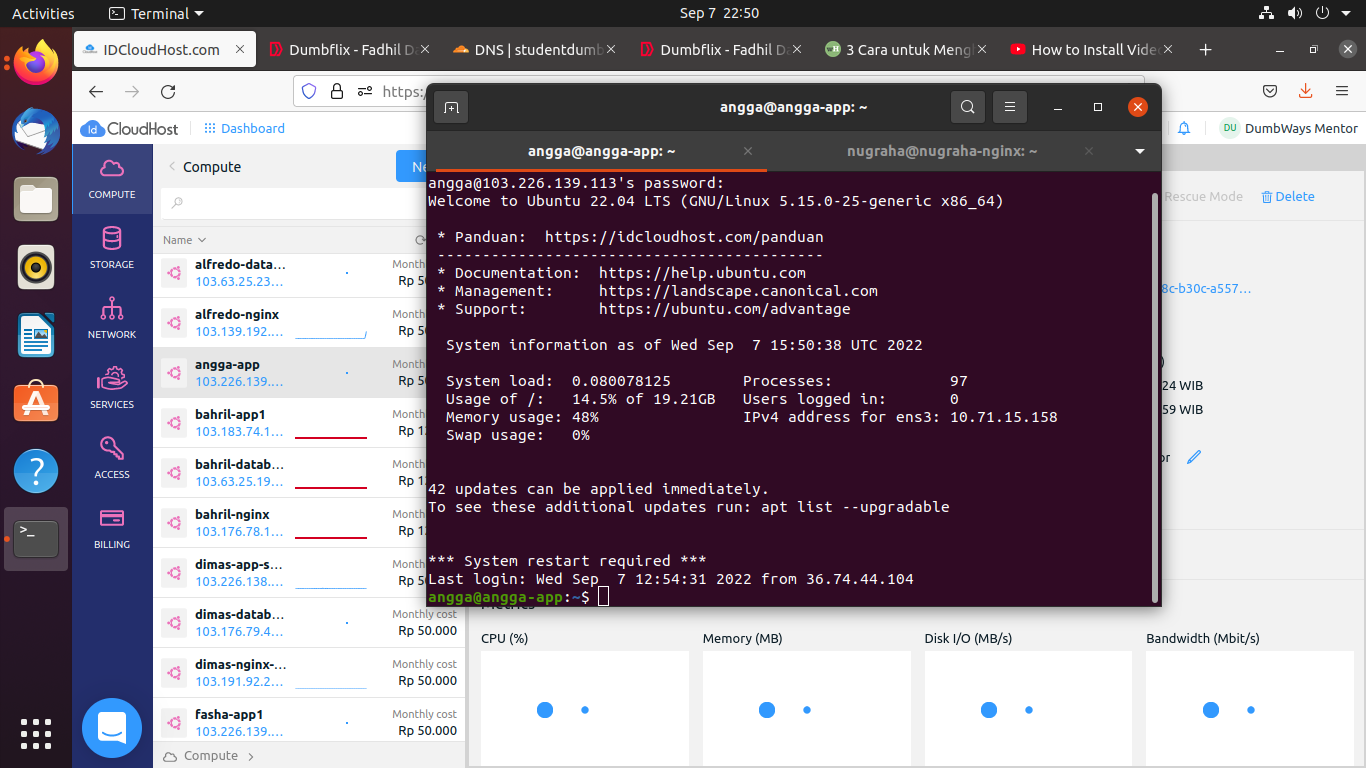 Activities
Terminal
Sep 7 22:50
IDCloudHost.com
Dumbflix - Fadhil Da
DNS | studentdumb
Dumbflix - Fadhil Da
3 Cara untuk Mengh
How to Install Video
https:
angga@angga-app: ~
Id CloudHost
Dashboard
DU
DumbWays Mentor
angga@angga-app: ~
nugraha@nugraha-nginx: ~
COMPUTE
STORAGE
NETWORK
SERVICES
ACCESS
BILLING
Compute
Ne
Name
alfredo-data...
103.63.25.23...
Monthly
Rp 50
alfredo-nginx
103.139.192....
Monthly
Rp 50
angga-app
103.226.139....
Monthly
Rp 50
bahril-app1
103.183.74.1...
Monthly
Rp 1
bahril-datab...
103.63.25.19...
Monthly
Rp 1
bahril-nginx
103.176.78.1...
Monthly
Rp 1
dimas-app-s...
103.226.138....
Monthly
Rp 50
dimas-datab...
103.176.79.4...
Monthly cost
Rp 50.000
dimas-nginx-...
103.191.92.2...
Monthly cost
Rp 50.000
fasha-app1
103.226.139....
Monthly cost
Rp 50.000
Compute
angga@103.226.139.113's password:
Welcome to Ubuntu 22.04 LTS (GNU/Linux 5.15.0-25-generic x86_64)
* Panduan: https://idcloudhost.com/panduan
-------------------------------------------
* Documentation: https://help.ubuntu.com
* Management: https://landscape.canonical.com
* Support: https://ubuntu.com/advantage
System information as of Wed Sep 7 15:50:38 UTC 2022
System load: 0.080078125 Processes: 97
Usage of /: 14.5% of 19.21GB Users logged in: 0
Memory usage: 48% IPv4 address for ens3: 10.71.15.158
Swap usage: 0%
42 updates can be applied immediately.
To see these additional updates run: apt list --upgradable
*** System restart required ***
Last login: Wed Sep 7 12:54:31 2022 from 36.74.44.104
angga@angga-app:~$
Rescue Mode
Delete
8c-b30c-a557...
24 WIB
59 WIB
or
Metrics
CPU (%)
Memory (MB)
Disk I/O (MB/s)
Bandwidth (Mbit/s)